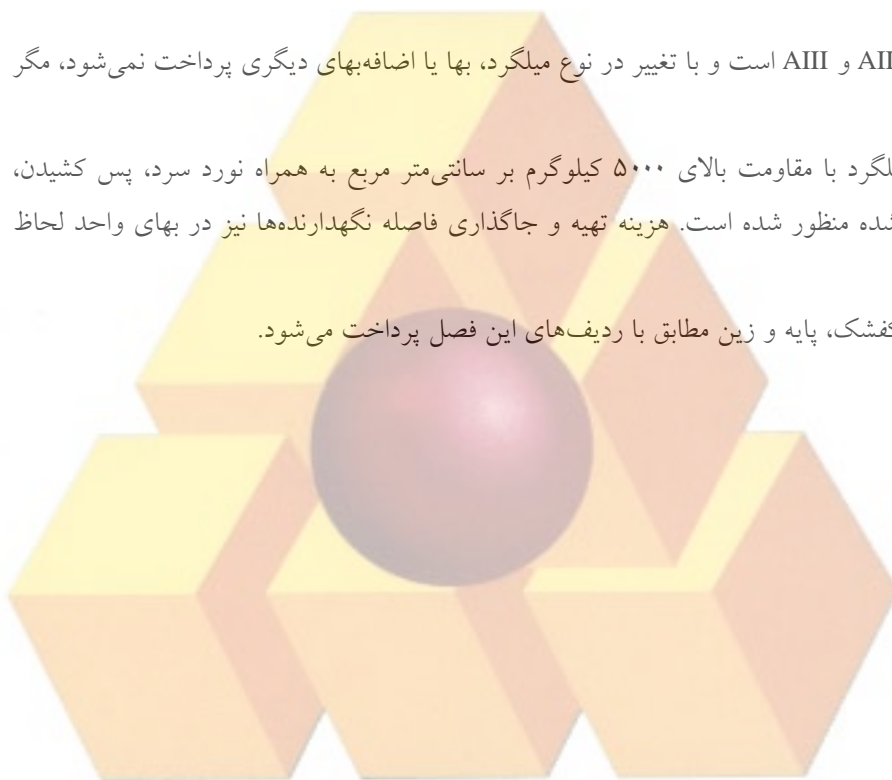 AII و AIII است و با تغییر در نوع میلگرد، بها یا اضافه‌بهای دیگری پرداخت نمی‌شود، مگر
با مقاومت بالای ۵۰۰۰ کیلوگرم بر سانتی‌متر مربع به همراه نورد سرد، پس کشیدن،
منظور شده است. هزینه تهیه و جاگذاری فاصله نگهدارنده‌ها نیز در بهای واحد لحاظ
کفشک، پایه و زین مطابق با ردیف‌های این فصل پرداخت می‌شود.